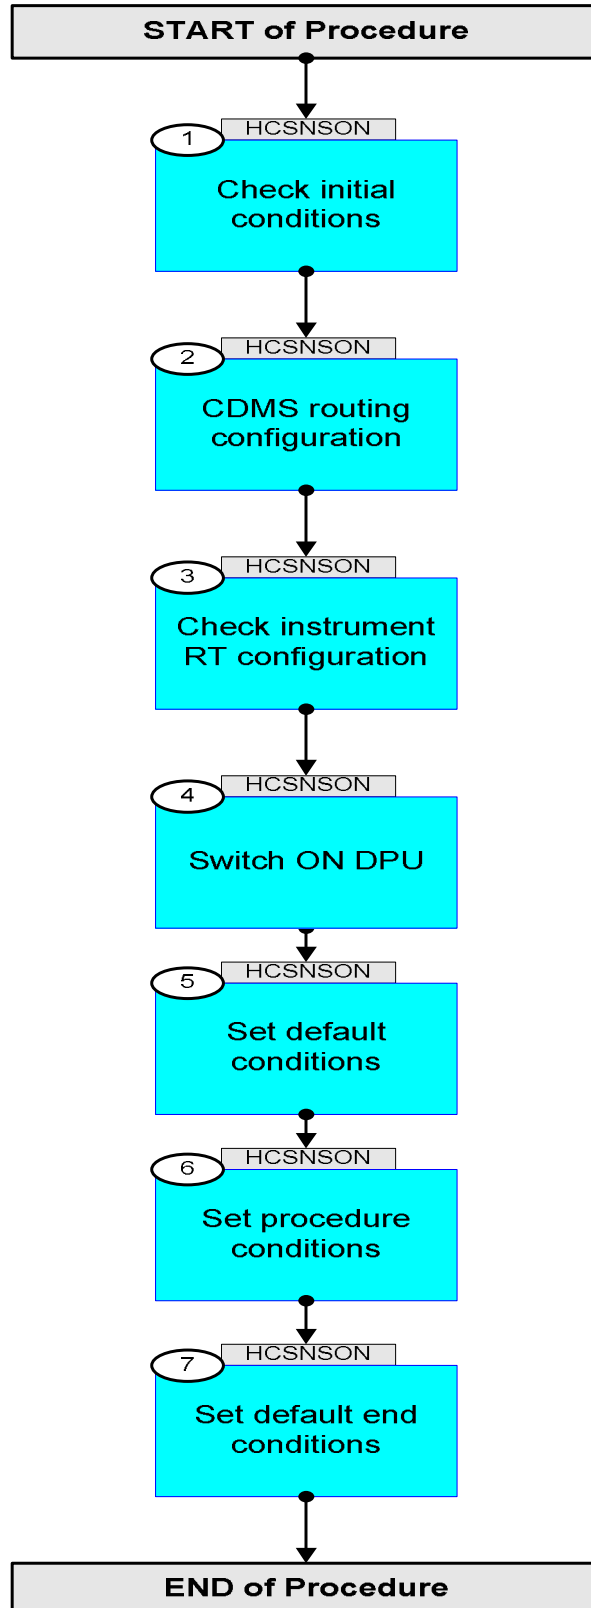 START of Procedure
HCSNSON
1
Check initial
conditions
HCSNSON
2
CDMS routing
configuration
HCSNSON
3
Check instrument
RT configuration
HCSNSON
4
Switch ON DPU
HCSNSON
5
Set default
conditions
HCSNSON
6
Set procedure
conditions
HCSNSON
7
Set default end
conditions
END of Procedure